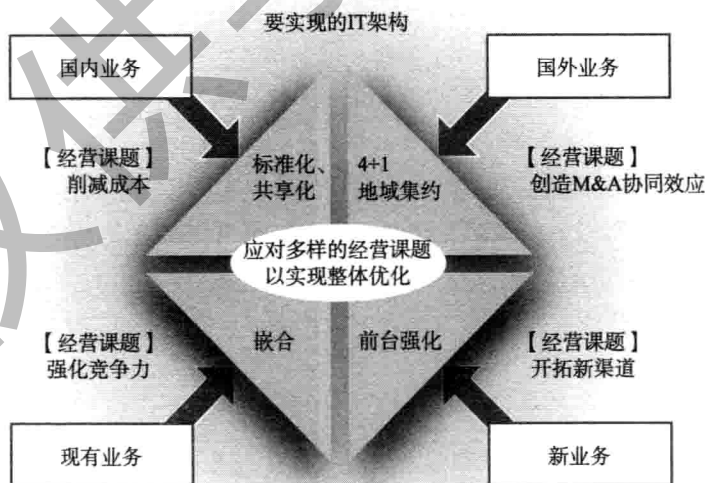 要实现的IT架构
国内业务
国外业务
【经营课题】
削减成本
标准化、
共享化
4+1
地域集约
【经营课题】
创造M&A协同效应
应对多样的经营课题
以实现整体优化
【经营课题】
强化竞争力
嵌合
前台强化
【经营课题】
开拓新渠道
现有业务
新业务